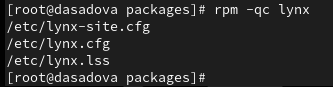 [root@dasadova packages]# rpm -qc lynx
/etc/lynx-site.cfg
/etc/lynx.cfg
/etc/lynx.lss
[root@dasadova packages]#